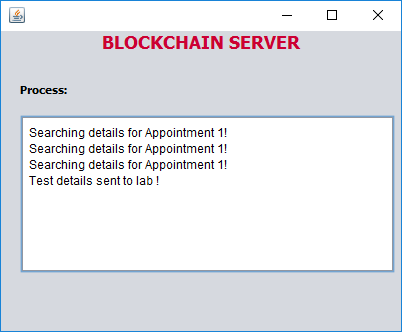 BLOCKCHAIN SERVER
Process:
Searching details for Appointment 1!
Searching details for Appointment 1!
Searching details for Appointment 1!
Test details sent to lab !